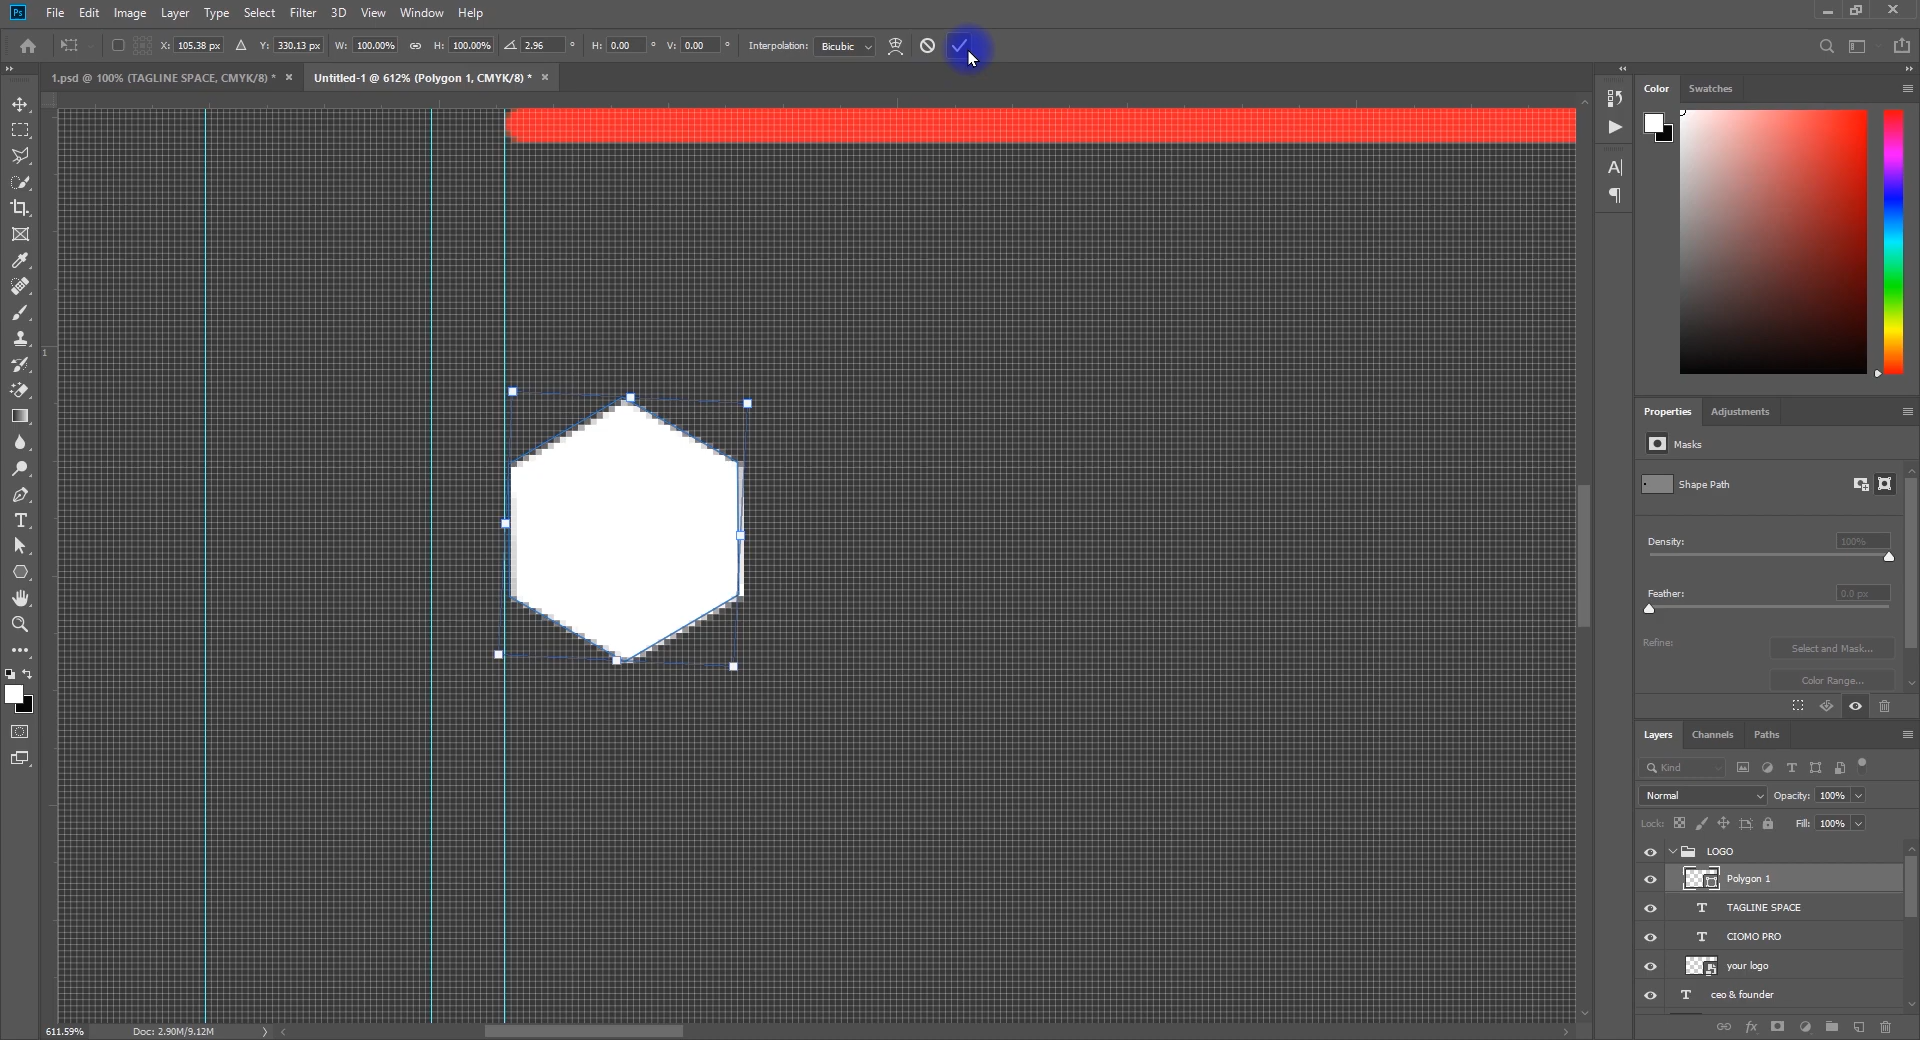 Ps File Edit Image Layer Type Select Filter 3D View Window Help
X: 105.38 px Y: 330.13 px W: 100.00% H: 100.00% 2.96 ° H: 0.00 ° V: 0.00 ° Interpolation: Bicubic
1.psd @ 100% (TAGLINE SPACE, CMYK/8) * × Untitled-1 @ 612% (Polygon 1, CMYK/8) * ×
Color Swatches
1
Properties Adjustments
Masks
Shape Path
Density: 100%
Feather: 0.0 px
Refine: Select and Mask...
Color Range...
Layers Channels Paths
Kind
Normal Opacity: 100%
Lock: Fill: 100%
LOGO
Polygon 1
TAGLINE SPACE
CIOMO PRO
your logo
ceo & founder
611.59% Doc: 2.90M/9.12M